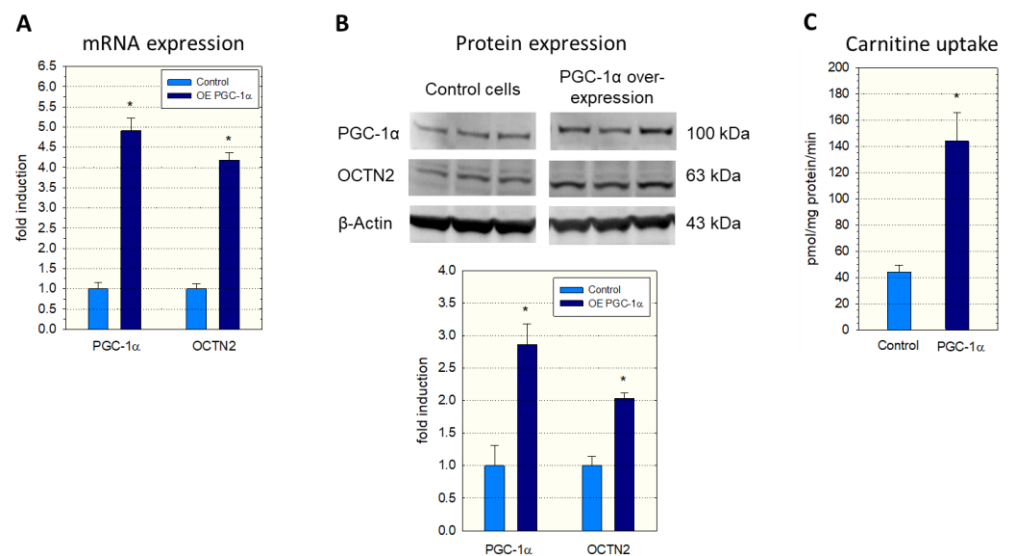 A
mRNA expression
6.5
6.0
5.5
5.0
4.5
4.0
3.5
3.0
2.5
2.0
1.5
1.0
0.5
0.0
fold induction
Control
OE PGC-1α
*
*
PGC-1α OCTN2
B
Protein expression
Control cells
PGC-1α over-
expression
PGC-1α 100 kDa
OCTN2 63 kDa
β-Actin 43 kDa
4.0
3.5
3.0
2.5
2.0
1.5
1.0
0.5
0.0
fold induction
Control
OE PGC-1α
*
*
PGC-1α OCTN2
C
Carnitine uptake
200
180
160
140
120
100
80
60
40
20
0
pmol/mg protein/min
*
Control PGC-1α